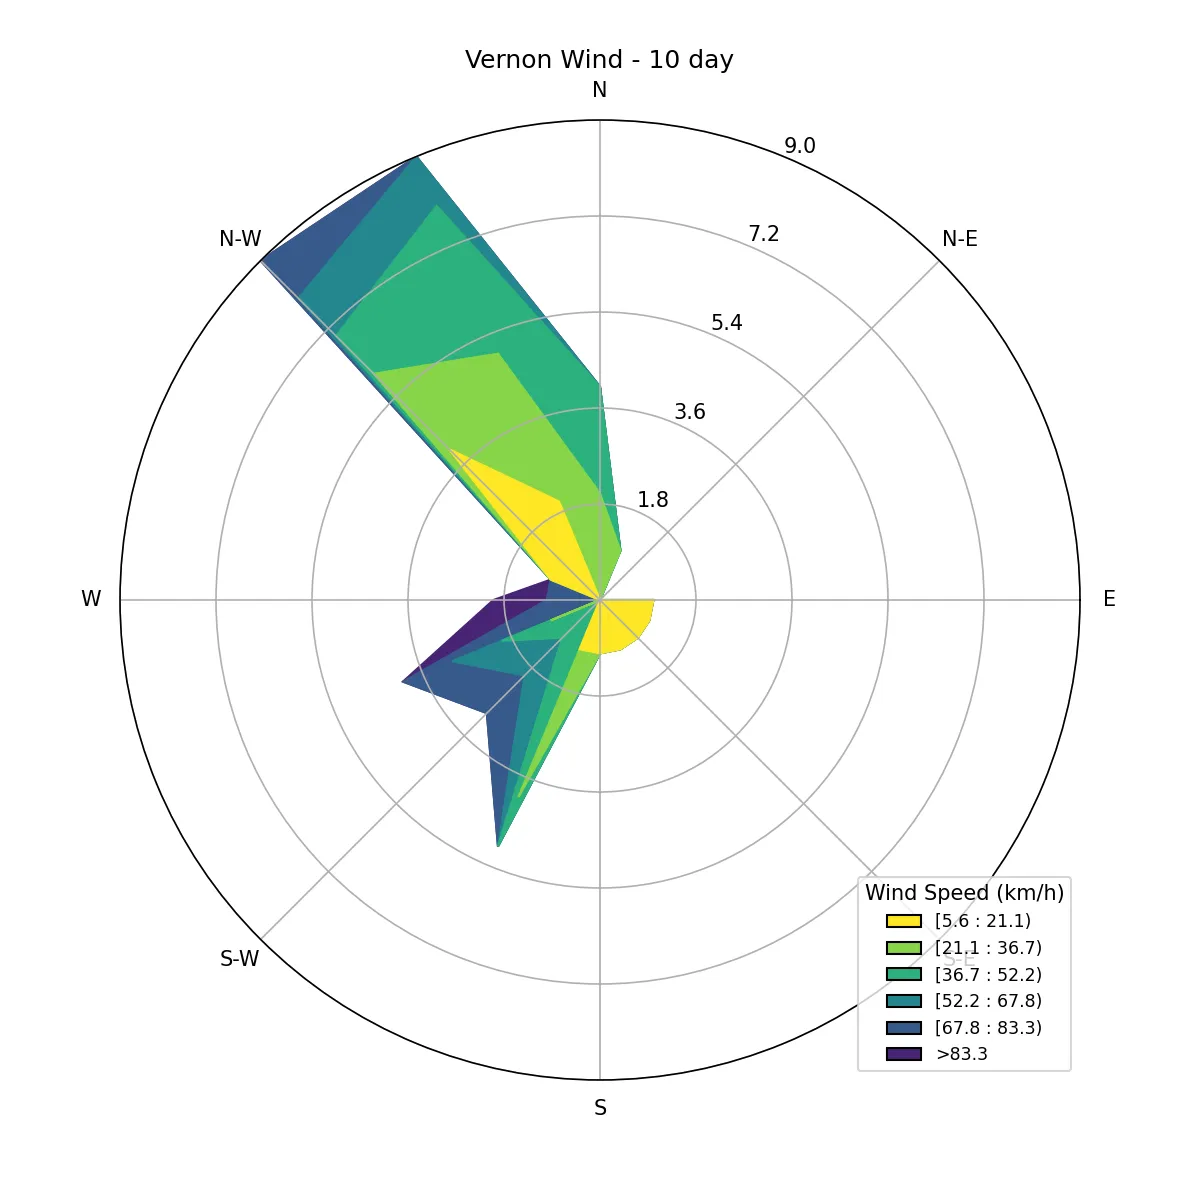 Vernon Wind - 10 day
N
9.0
7.2
N-W
N-E
5.4
3.6
1.8
W
E
S-W
S-E
S
Wind Speed (km/h)
[5.6 : 21.1)
[21.1 : 36.7)
[36.7 : 52.2)
[52.2 : 67.8)
[67.8 : 83.3)
>83.3